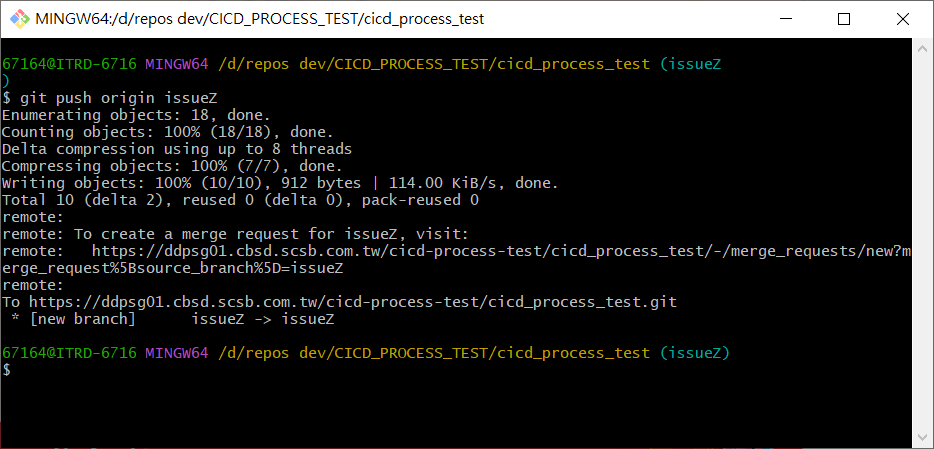 MINGW64:/d/repos dev/CICD_PROCESS_TEST/cicd_process_test
67164@ITRD-6716 MINGW64 /d/repos dev/CICD_PROCESS_TEST/cicd_process_test (issueZ
)
$ git push origin issueZ
Enumerating objects: 18, done.
Counting objects: 100% (18/18), done.
Delta compression using up to 8 threads
Compressing objects: 100% (7/7), done.
Writing objects: 100% (10/10), 912 bytes | 114.00 KiB/s, done.
Total 10 (delta 2), reused 0 (delta 0), pack-reused 0
remote:
remote: To create a merge request for issueZ, visit:
remote:   https://ddpsg01.cbsd.scsb.com.tw/cicd-process-test/cicd_process_test/-/merge_requests/new?m
erge_request%5Bsource_branch%5D=issueZ
remote:
To https://ddpsg01.cbsd.scsb.com.tw/cicd-process-test/cicd_process_test.git
 * [new branch]      issueZ -> issueZ
67164@ITRD-6716 MINGW64 /d/repos dev/CICD_PROCESS_TEST/cicd_process_test (issueZ)
$